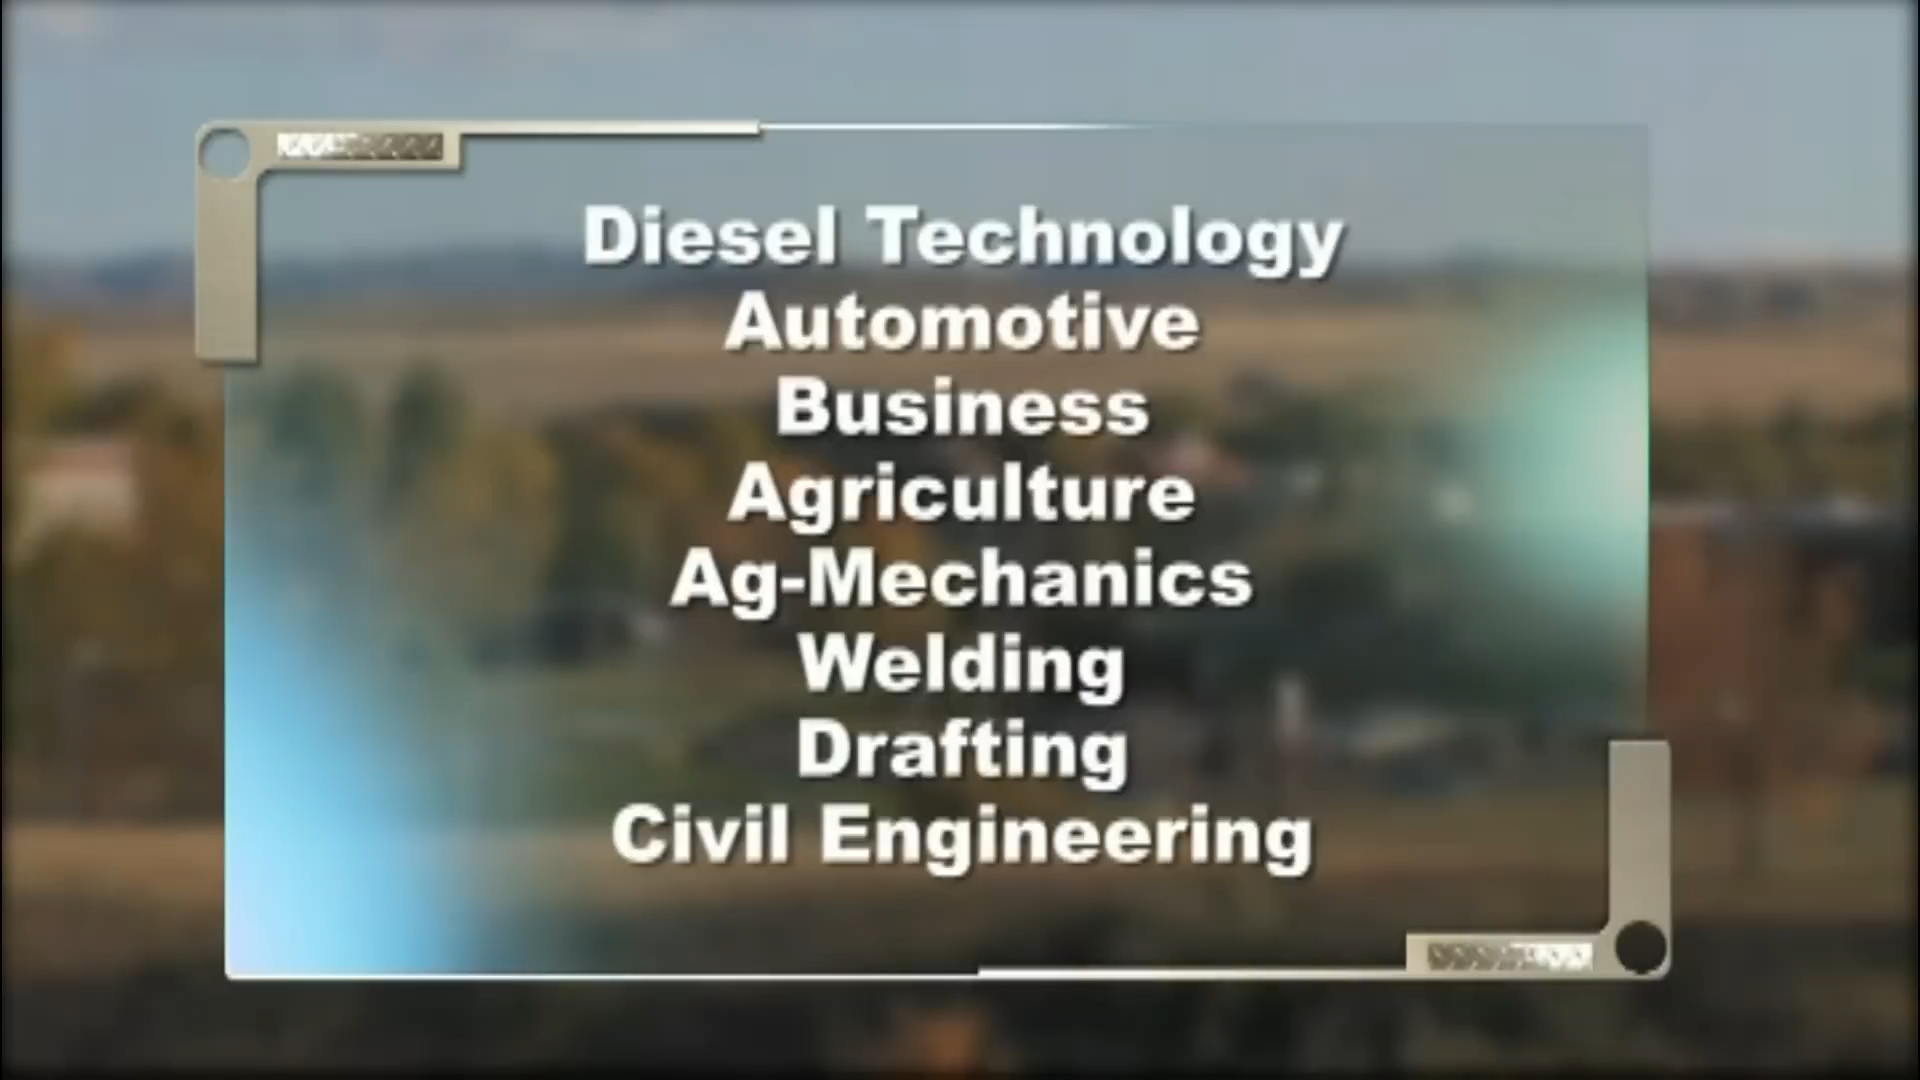 Diesel Technology
Automotive
Business
Agriculture
Ag-Mechanics
Welding
Drafting
Civil Engineering